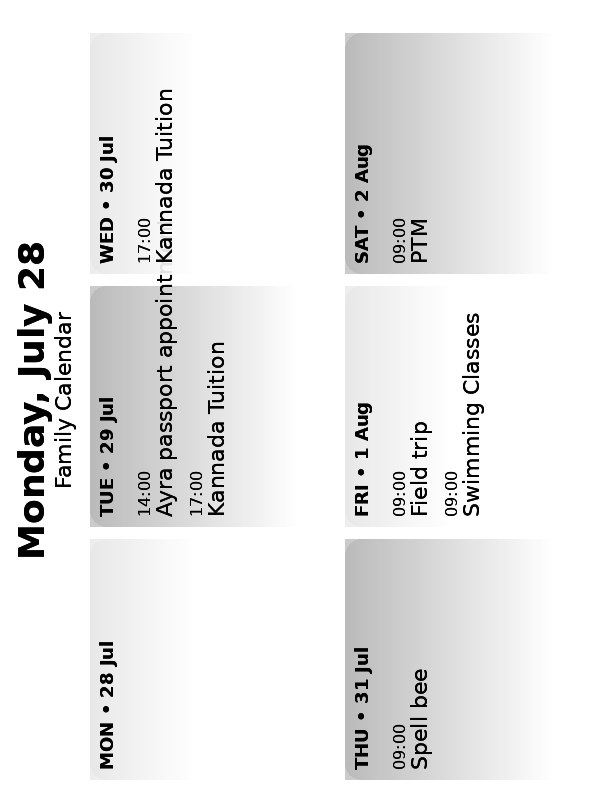 Monday, July 28
Family Calendar
MON • 28 Jul
TUE • 29 Jul
14:00
Ayra passport appoint
17:00
Kannada Tuition
WED • 30 Jul
17:00
Kannada Tuition
THU • 31 Jul
09:00
Spell bee
FRI • 1 Aug
09:00
Field trip
09:00
Swimming Classes
SAT • 2 Aug
09:00
PTM